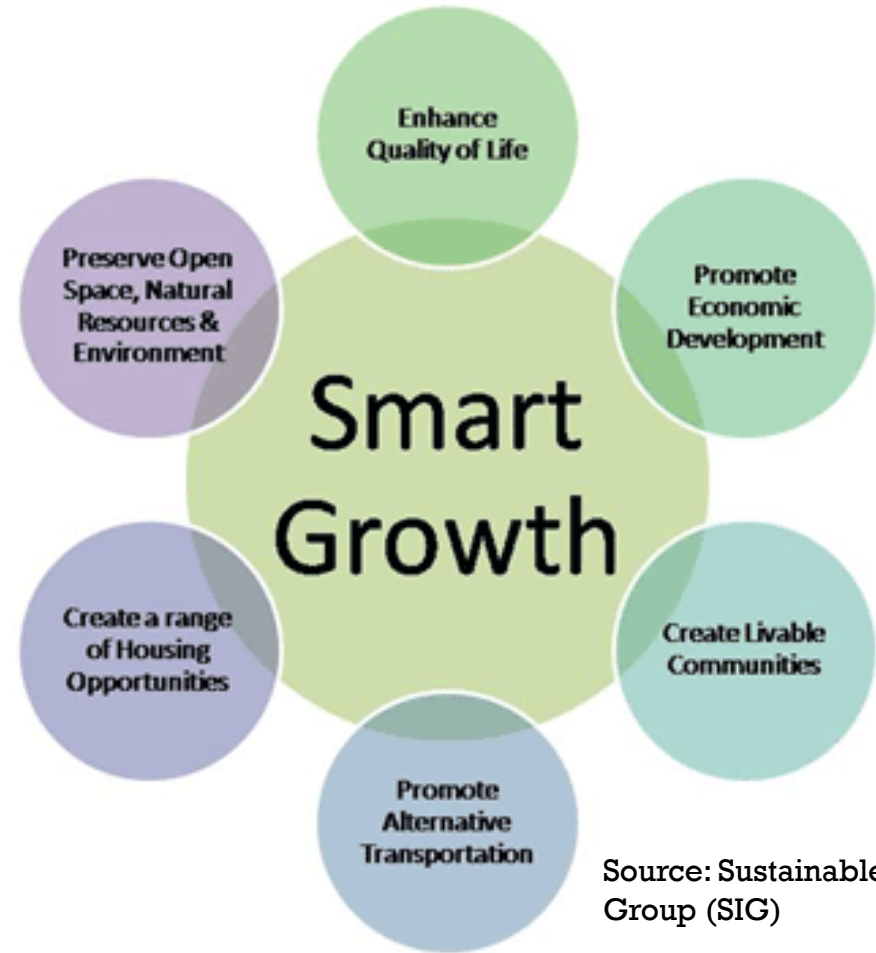 Enhance
Quality of Life
Preserve Open
Space, Natural
Resources &
Environment
Promote
Economic
Development
Smart
Growth
Create a range
of Housing
Opportunities
Create Livable
Communities
Promote
Alternative
Transportation
Source: Sustainable
Group (SIG)